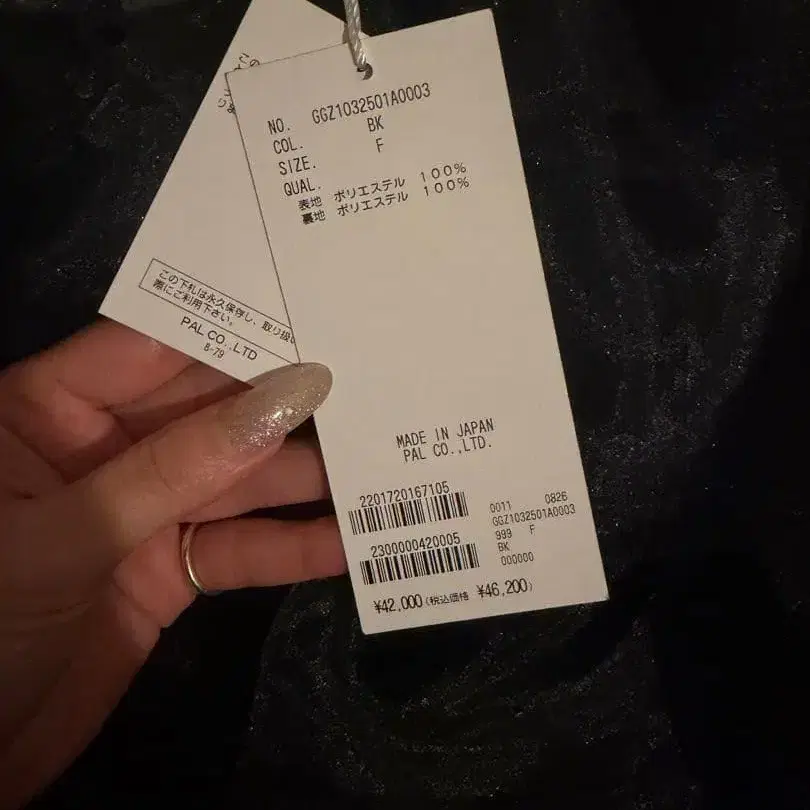 NO. GGZ1032501A0003
COL. BK
SIZE. F
QUAL.
表地 ポリエステル 100%
裏地 ポリエステル 100%
MADE IN JAPAN
PAL CO.,LTD.
2201720167105
2300000420005
¥42,000(税込価格 ¥46,200)
0011 0826
GGZ1032501A0003
999 F
BK
000000
この下札は永久保存し、取り扱
際にご利用下さい。
PAL CO.,LTD
8-79